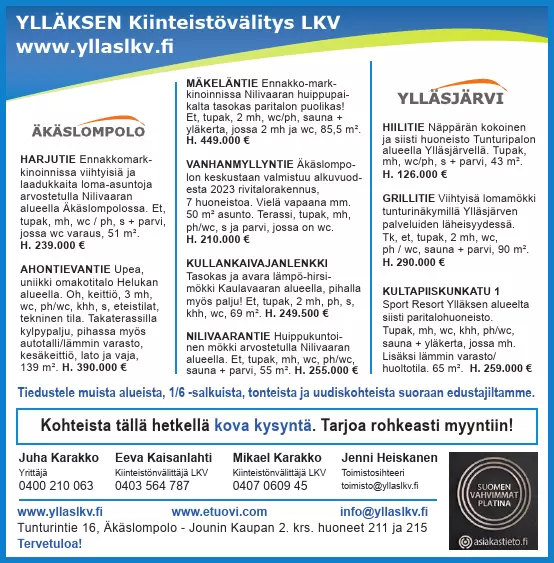 YLLÄKSEN Kiinteistövälitys LKV
www.yllaslkv.fi
ÄKÄSLOMPOLO
HARJUTIE Ennakkomark-
kinoinnissa viihtyisiä ja
laadukkaita loma-asuntoja
arvostetulla Nilivaaran
alueella Äkäslompolossa. Et,
tupak, mh, wc / ph, s + parvi,
jossa wc varaus, 51 m².
H. 239.000 €
AHONTIEVANTIE Upea,
uniikki omakotitalo Helukan
alueella. Oh, keittiö, 3 mh,
wc, ph/wc, khh, s, eteistilat,
tekninen tila. Takaterassilla
kylpypalju, pihassa myös
autotalli/lämmin varasto,
kesäkeittiö, lato ja vaja,
139 m². H. 390.000 €
MÄKELÄNTIE Ennakko-mark-
kinoinnissa Nilivaaran huippupai-
kalta tasokas paritalon puolikas!
Et, tupak, 2 mh, wc/ph, sauna +
yläkerta, jossa 2 mh ja wc, 85,5 m².
H. 449.000 €
VANHANMYLLYNTIE Äkäslompo-
lon keskustaan valmistuu alkuvuod-
esta 2023 rivitalorakennus,
7 huoneistoa. Vielä vapaana mm.
50 m² asunto. Terassi, tupak, mh,
ph/wc, s ja parvi, jossa on wc.
H. 210.000 €
KULLANKAIVAJANLENKKI
Tasokas ja avara lämpö-hirsi-
mökki Kaulavaaran alueella, pihalla
myös palju! Et, tupak, 2 mh, ph, s,
khh, wc, 69 m². H. 249.500 €
NILIVAARANTIE Huippukuntoi-
nen mökki arvostetulla Nilivaaran
alueella. Et, tupak, mh, wc, ph/wc,
sauna + parvi, 55 m². H. 255.000 €
YLLÄSJÄRVI
HIILITIE Näppärän kokoinen
ja siisti huoneisto Tunturipalon
alueella Ylläsjärvellä. Tupak,
mh, wc/ph, s + parvi, 43 m².
H. 126.000 €
GRILLITIE Viihtyisä lomamökki
tunturinäkymillä Ylläsjärven
palveluiden läheisyydessä.
Tk, et, tupak, 2 mh, wc,
ph / wc, sauna + parvi, 90 m².
H. 290.000 €
KULTAPIISKUNKATU 1
Sport Resort Ylläksen alueelta
siisti paritalohuoneisto.
Tupak, mh, wc, khh, ph/wc,
sauna + yläkerta, jossa mh.
Lisäksi lämmin varasto/
huoltotila. 65 m². H. 259.000 €
Tiedustele muista alueista, 1/6 -salkuista, tonteista ja uudiskohteista suoraan edustajiltamme.
Kohteista tällä hetkellä kova kysyntä. Tarjoa rohkeasti myyntiin!
Juha Karakko
Yrittäjä
0400 210 063
Eeva Kaisanlahti
Kiinteistönvälittäjä LKV
0403 564 787
Mikael Karakko
Kiinteistönvälittäjä LKV
0407 0609 45
Jenni Heiskanen
Toimistosihteeri
toimisto@yllaslkv.fi
www.yllaslkv.fi www.etuovi.com info@yllaslkv.fi
Tunturintie 16, Äkäslompolo - Jounin Kaupan 2. krs. huoneet 211 ja 215
Tervetuloa!
SUOMEN
VAHVIMMAT
PLATINA
asiakastieto.fi